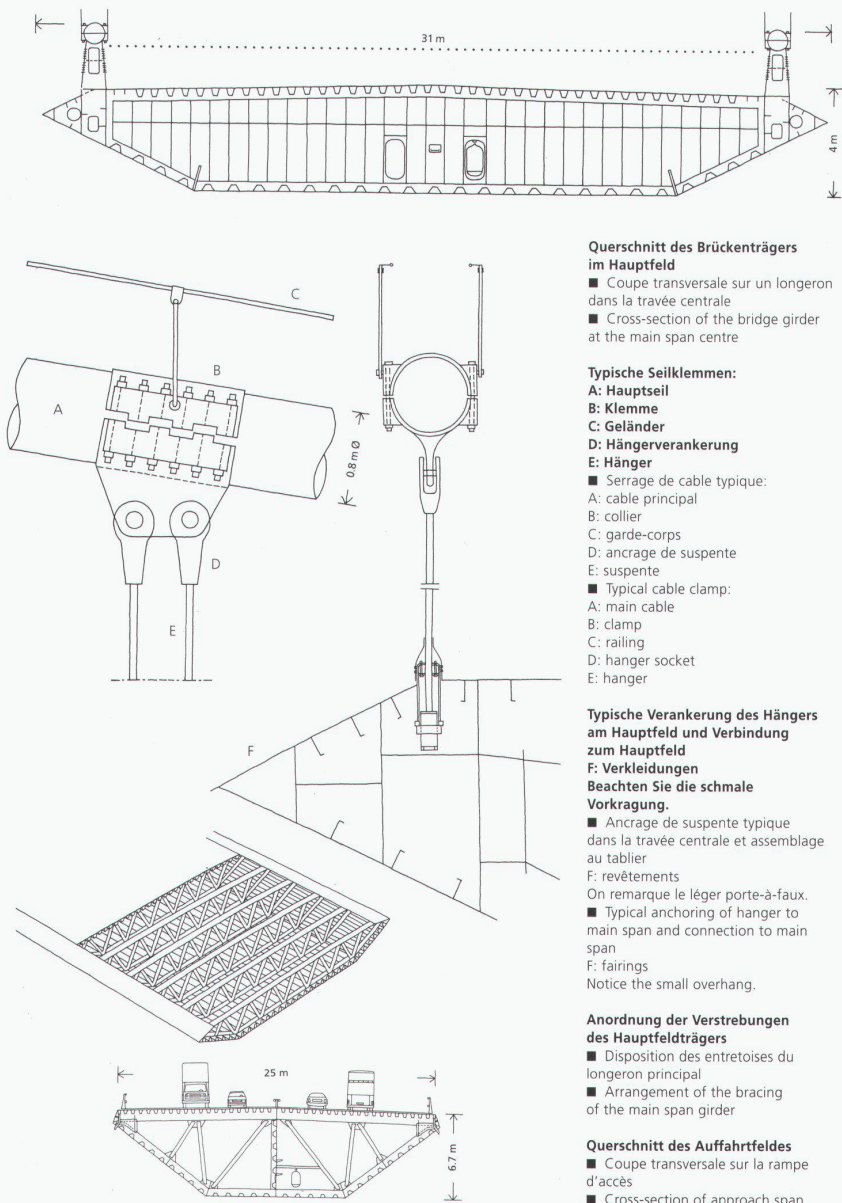 31 m
4 m
C
B
A
0.8 m Ø
D
E
F
25 m
6.7 m
Querschnitt des Brückenträgers
im Hauptfeld
■ Coupe transversale sur un longeron
dans la travée centrale
■ Cross-section of the bridge girder
at the main span centre
Typische Seilklemmen:
A: Hauptseil
B: Klemme
C: Geländer
D: Hängerverankerung
E: Hänger
■ Serrage de cable typique:
A: cable principal
B: collier
C: garde-corps
D: ancrage de suspente
E: suspente
■ Typical cable clamp:
A: main cable
B: clamp
C: railing
D: hanger socket
E: hanger
Typische Verankerung des Hängers
am Hauptfeld und Verbindung
zum Hauptfeld
F: Verkleidungen
Beachten Sie die schmale
Vorkragung.
■ Ancrage de suspente typique
dans la travée centrale et assemblage
au tablier
F: revêtements
On remarque le léger porte-à-faux.
■ Typical anchoring of hanger to
main span and connection to main
span
F: fairings
Notice the small overhang.
Anordnung der Verstrebungen
des Hauptfeldträgers
■ Disposition des entretoises du
longeron principal
■ Arrangement of the bracing
of the main span girder
Querschnitt des Auffahrtfeldes
■ Coupe transversale sur la rampe
d'accès
■ Cross-section of approach span